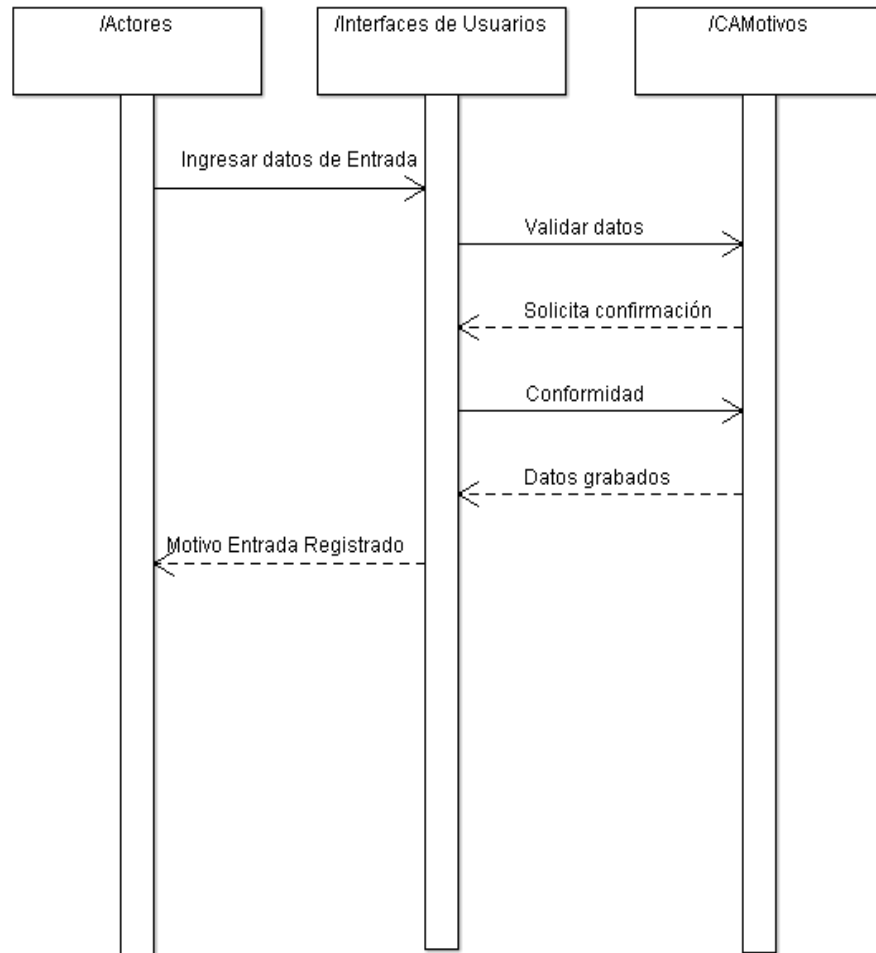 /Actores
/Interfaces de Usuarios
/CAMotivos
Ingresar datos de Entrada
Validar datos
Solicita confirmación
Conformidad
Datos grabados
Motivo Entrada Registrado